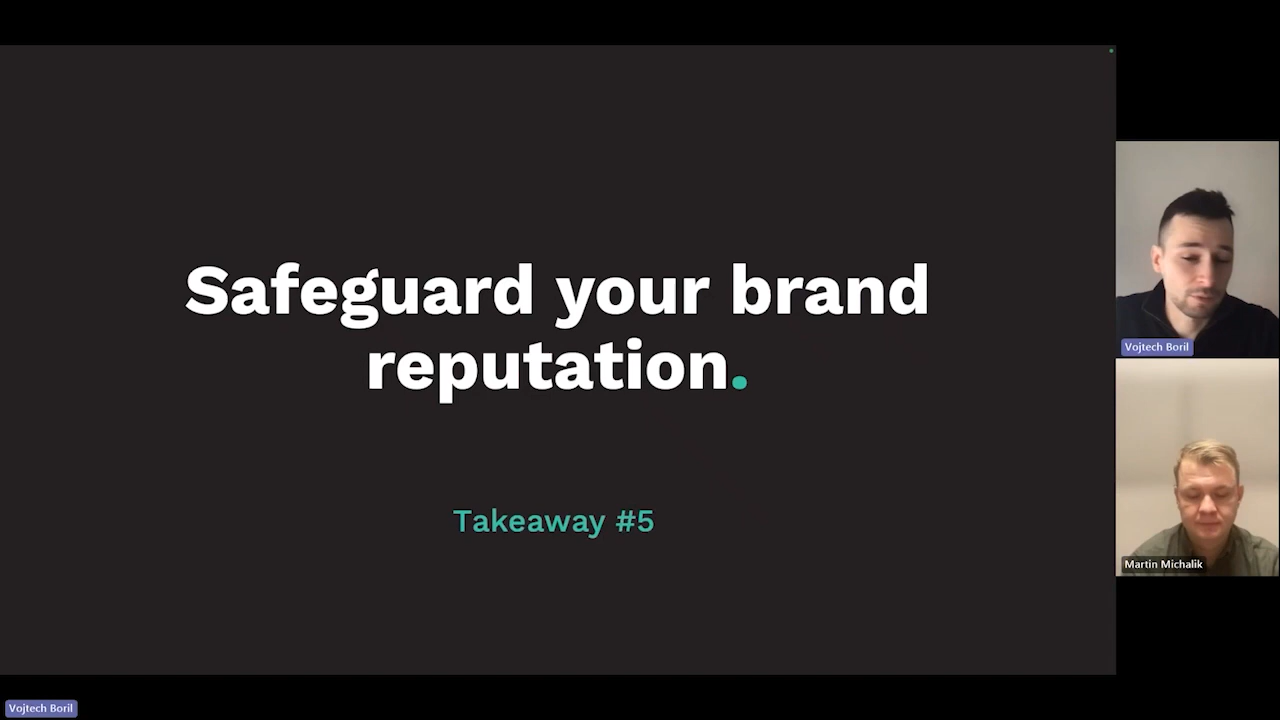 Safeguard your brand
reputation.
Takeaway #5
Vojtech Boril
Martin Michalik
Vojtech Boril